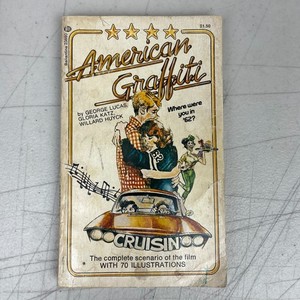 $1.50
American
Graffiti
by GEORGE LUCAS,
GLORIA KATZ,
WILLARD HUYCK
Where were
you in
'62?
CRUISIN'
The complete scenario of the film
WITH 70 ILLUSTRATIONS